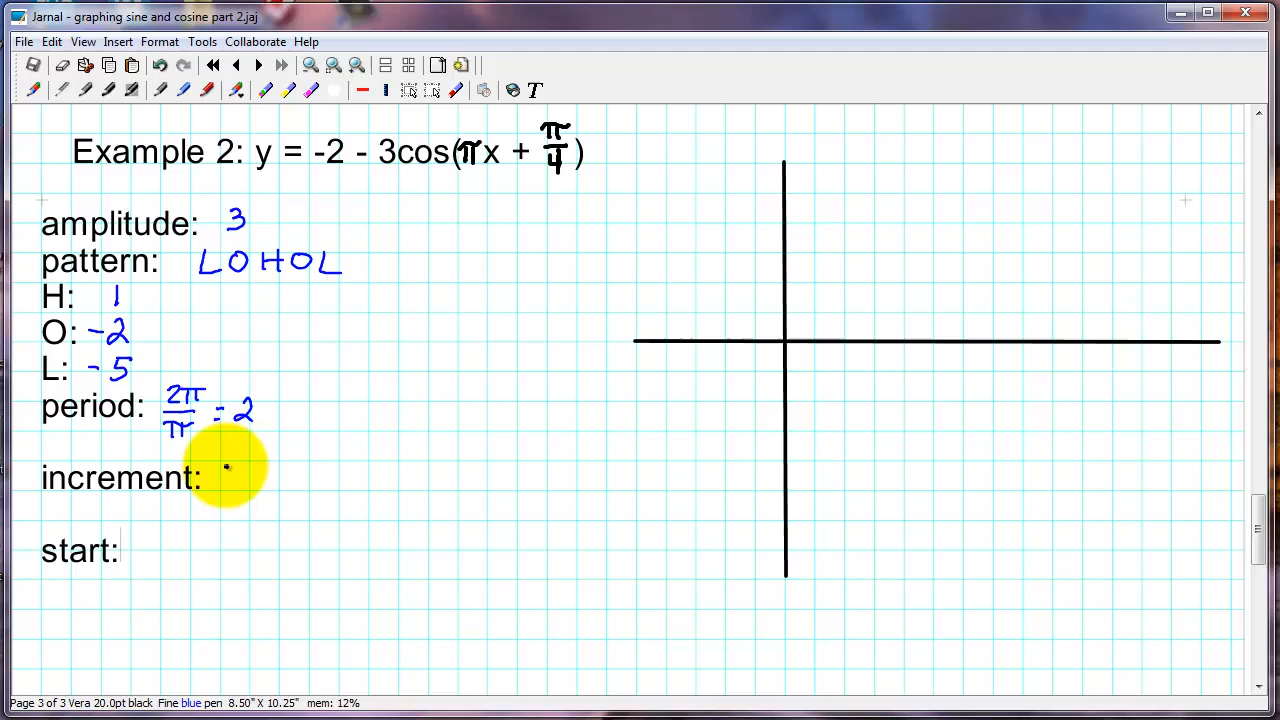 Jarnal - graphing sine and cosine part 2.jaj
File Edit View Insert Format Tools Collaborate Help
T
Example 2: y = -2 - 3cos(πx + π/4)
amplitude: 3
pattern: L O H O L
H: 1
O: -2
L: -5
period: 2π/π = 2
increment:
start:
Page 3 of 3 Vera 20.0pt black Fine blue pen 8.50" X 10.25" mem: 12%